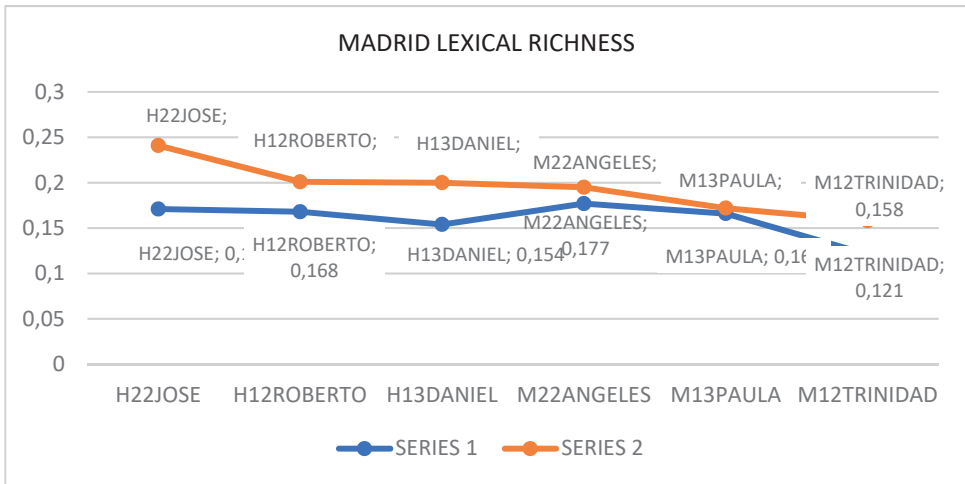 MADRID LEXICAL RICHNESS
0,3
0,25
0,2
0,15
0,1
0,05
0
H22JOSE;
H12ROBERTO;
H13DANIEL;
M22ANGELES;
M13PAULA;
M12TRINIDAD;
0,158
H22JOSE;
H12ROBERTO;
0,168
H13DANIEL; 0,154
M22ANGELES;
0,177
M13PAULA; 0,16
M12TRINIDAD;
0,121
H22JOSE
H12ROBERTO
H13DANIEL
M22ANGELES
M13PAULA
M12TRINIDAD
SERIES 1
SERIES 2